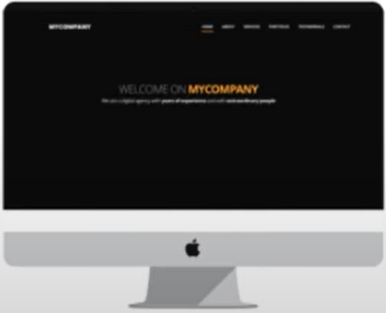 MYCOMPANY
HOME ABOUT SERVICES PORTFOLIO TESTIMONIALS CONTACT
WELCOME ON MYCOMPANY
We are a digital agency with years of experience and with extraordinary people